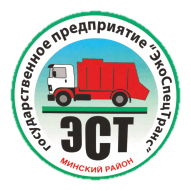 государственное предприятие "ЭкоСпецТранс"
ЭСТ
МИНСКИЙ РАЙОН